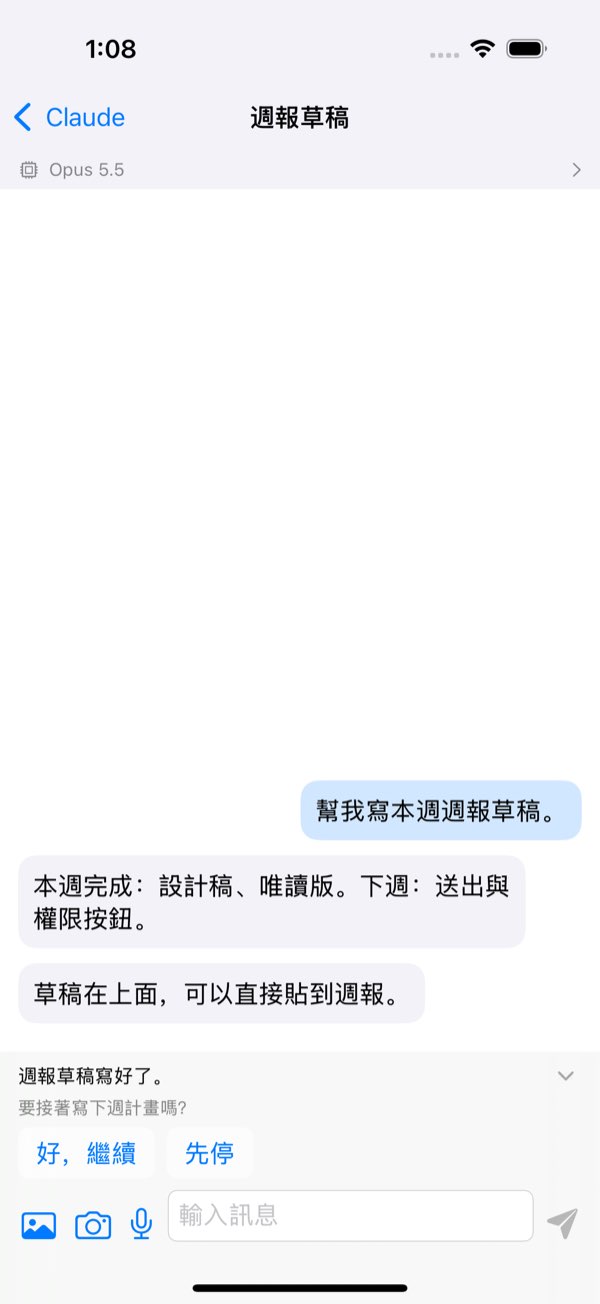 1:08
Claude
週報草稿
Opus 5.5
幫我寫本週週報草稿。
本週完成：設計稿、唯讀版。下週：送出與
權限按鈕。
草稿在上面，可以直接貼到週報。
週報草稿寫好了。
要接著寫下週計畫嗎?
好，繼續
先停
輸入訊息